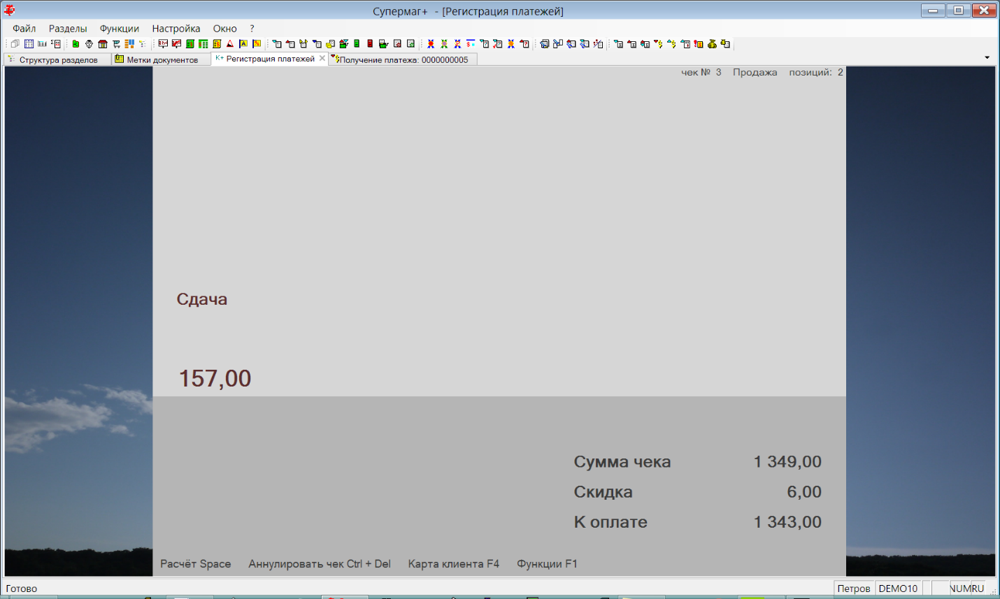 Супермаг+ - [Регистрация платежей]
Файл Разделы Функции Настройка Окно ?
Структура разделов Метки документов K+ Регистрация платежей Получение платежа: 0000000005
чек № 3 Продажа позиций: 2
Сдача
157,00
Сумма чека 1 349,00
Скидка 6,00
К оплате 1 343,00
Расчёт Space Аннулировать чек Ctrl + Del Карта клиента F4 Функции F1
Готово Петров DEMO10 NUM RU